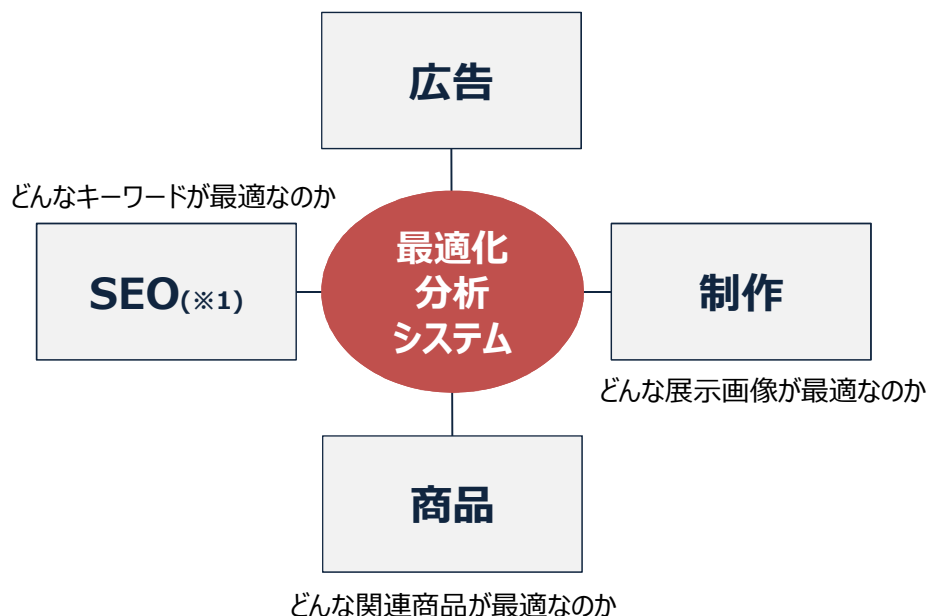 広告
どんなキーワードが最適なのか
SEO(※1)
最適化
分析
システム
制作
どんな展示画像が最適なのか
商品
どんな関連商品が最適なのか